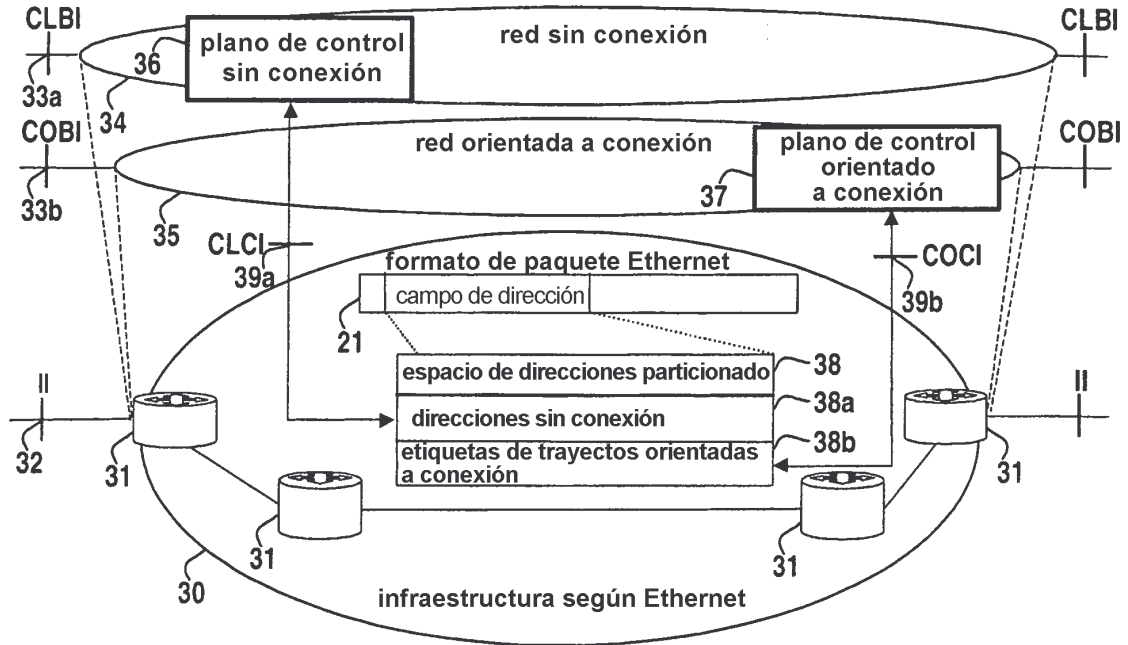 CLBI
CLBI
36
plano de control
sin conexión
red sin conexión
33a
34
COBI
COBI
red orientada a conexión
plano de control
orientado
a conexión
37
33b
35
CLCI
39a
COCI
39b
formato de paquete Ethernet
campo de dirección
21
espacio de direcciones particionado
38
direcciones sin conexión
38a
etiquetas de trayectos orientadas
a conexión
38b
II
II
32
31
31
31
31
30
infraestructura según Ethernet